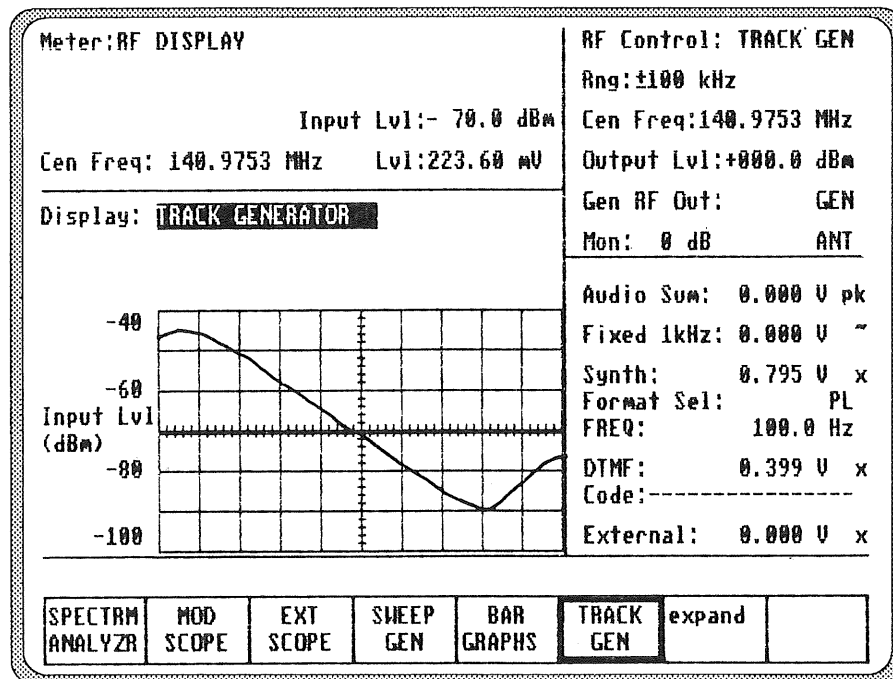 Meter:RF DISPLAY
Input Lvl:- 70.0 dBm
Cen Freq: 140.9753 MHz Lvl:223.60 mV
Display: TRACK GENERATOR
-40
-60
Input Lvl
(dBm)
-80
-100
RF Control: TRACK GEN
Rng:±100 kHz
Cen Freq:140.9753 MHz
Output Lvl:+000.0 dBm
Gen RF Out: GEN
Mon: 0 dB ANT
Audio Sum: 0.000 V pk
Fixed 1kHz: 0.000 V ~
Synth: 0.795 V x
Format Sel: PL
FREQ: 100.0 Hz
DTMF: 0.399 V x
Code:----------------
External: 0.000 V x
SPECTRM ANALYZR
MOD SCOPE
EXT SCOPE
SWEEP GEN
BAR GRAPHS
TRACK GEN
expand